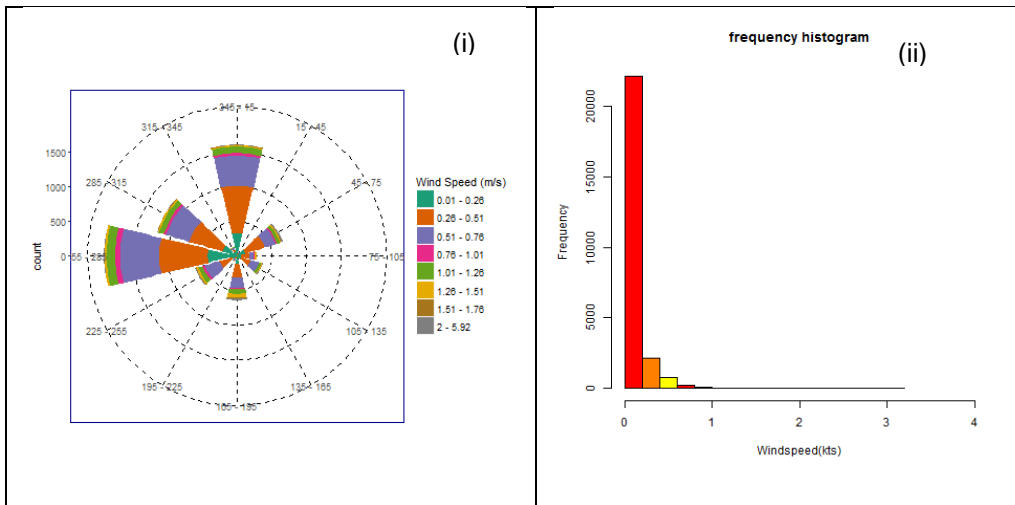 (i)
345 - 15
315 - 345
15 - 45
285 - 315
45 - 75
55 - 285
75 - 105
225 - 255
105 - 135
195 - 225
135 - 165
165 - 195
1500
1000
500
0
count
Wind Speed (m/s)
0.01 - 0.26
0.26 - 0.51
0.51 - 0.76
0.76 - 1.01
1.01 - 1.26
1.26 - 1.51
1.51 - 1.76
2 - 5.92
frequency histogram
(ii)
20000
15000
10000
5000
0
Frequency
0 1 2 3 4
Windspeed(kts)